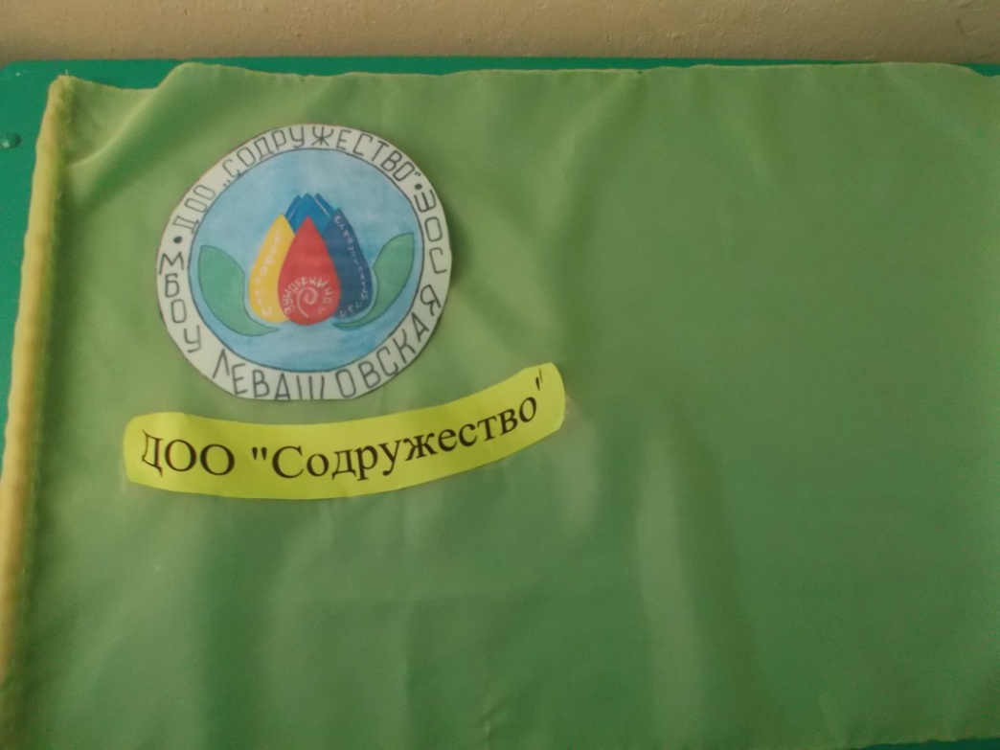 ДОО „СОДРУЖЕСТВО"
МБОУ ЛЕВАШОВСКАЯ СОШ
ДОО "Содружество"